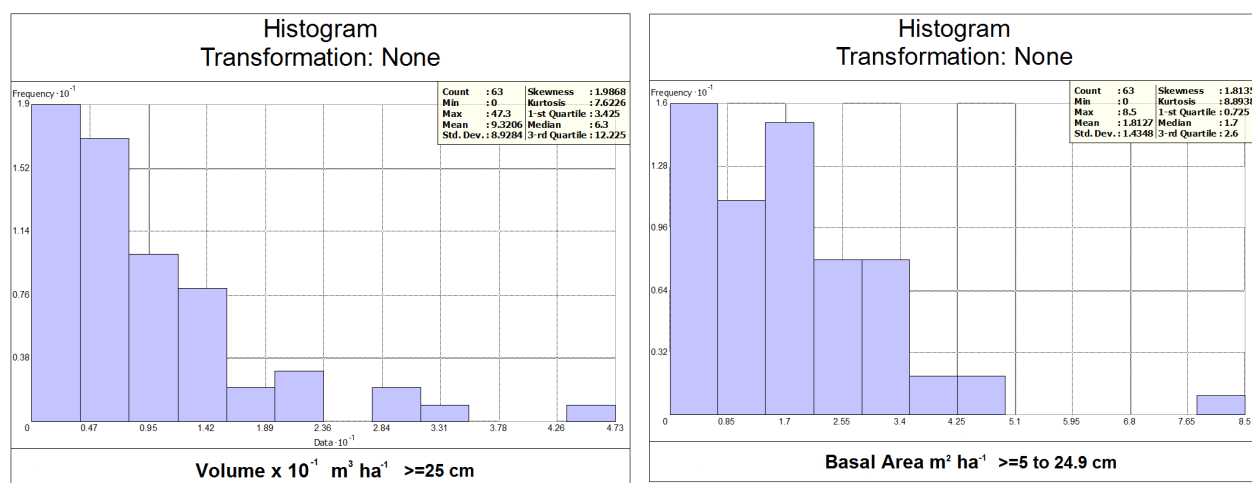 Histogram
Transformation: None
Frequency · 10⁻¹
Count : 63 Skewness : 1.9868
Min : 0 Kurtosis : 7.6226
Max : 47.3 1-st Quartile : 3.425
Mean : 9.3206 Median : 6.3
Std. Dev. : 8.9284 3-rd Quartile : 12.225
1.9
1.52
1.14
0.76
0.38
0 0.47 0.95 1.42 1.89 2.36 2.84 3.31 3.78 4.26 4.73
Data · 10⁻¹
Volume x 10⁻¹ m³ ha⁻¹ >=25 cm
Histogram
Transformation: None
Frequency · 10⁻¹
Count : 63 Skewness : 1.8135
Min : 0 Kurtosis : 8.8938
Max : 8.5 1-st Quartile : 0.725
Mean : 1.8127 Median : 1.7
Std. Dev. : 1.4348 3-rd Quartile : 2.6
1.6
1.28
0.96
0.64
0.32
0 0.85 1.7 2.55 3.4 4.25 5.1 5.95 6.8 7.65 8.5
Basal Area m² ha⁻¹ >=5 to 24.9 cm